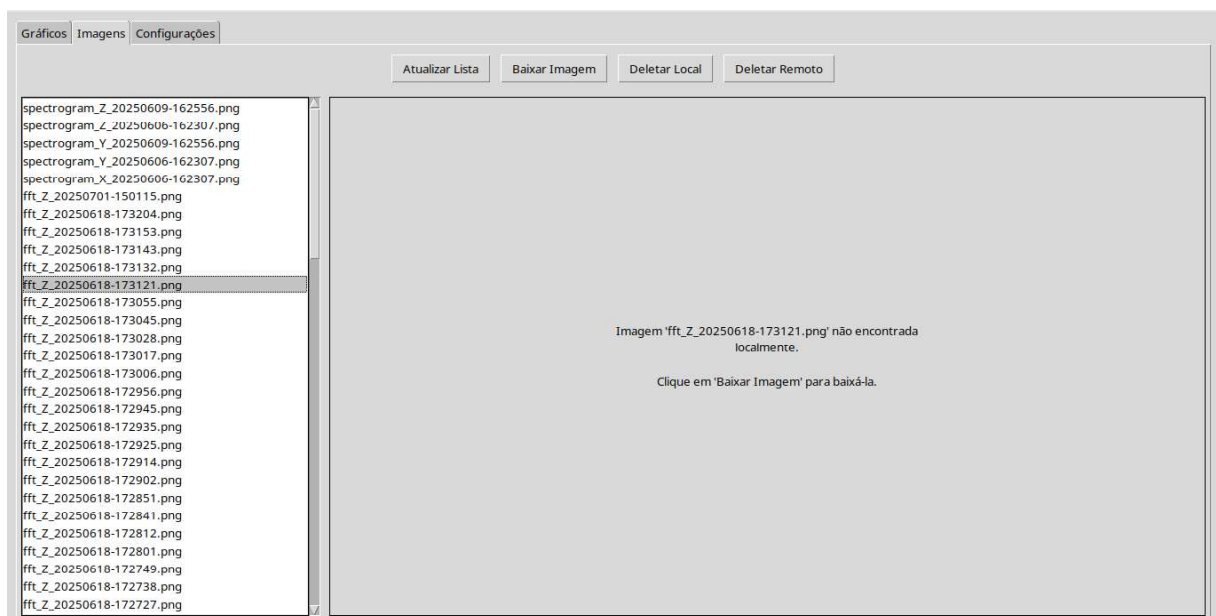 Gráficos Imagens Configurações
Atualizar Lista Baixar Imagem Deletar Local Deletar Remoto
spectrogram_Z_20250609-162556.png
spectrogram_Z_20250606-162307.png
spectrogram_Y_20250609-162556.png
spectrogram_Y_20250606-162307.png
spectrogram_X_20250606-162307.png
fft_Z_20250701-150115.png
fft_Z_20250618-173204.png
fft_Z_20250618-173153.png
fft_Z_20250618-173143.png
fft_Z_20250618-173132.png
fft_Z_20250618-173121.png
fft_Z_20250618-173055.png
fft_Z_20250618-173045.png
fft_Z_20250618-173028.png
fft_Z_20250618-173017.png
fft_Z_20250618-173006.png
fft_Z_20250618-172956.png
fft_Z_20250618-172945.png
fft_Z_20250618-172935.png
fft_Z_20250618-172925.png
fft_Z_20250618-172914.png
fft_Z_20250618-172902.png
fft_Z_20250618-172851.png
fft_Z_20250618-172841.png
fft_Z_20250618-172812.png
fft_Z_20250618-172801.png
fft_Z_20250618-172749.png
fft_Z_20250618-172738.png
fft_Z_20250618-172727.png
Imagem 'fft_Z_20250618-173121.png' não encontrada
localmente.
Clique em 'Baixar Imagem' para baixá-la.